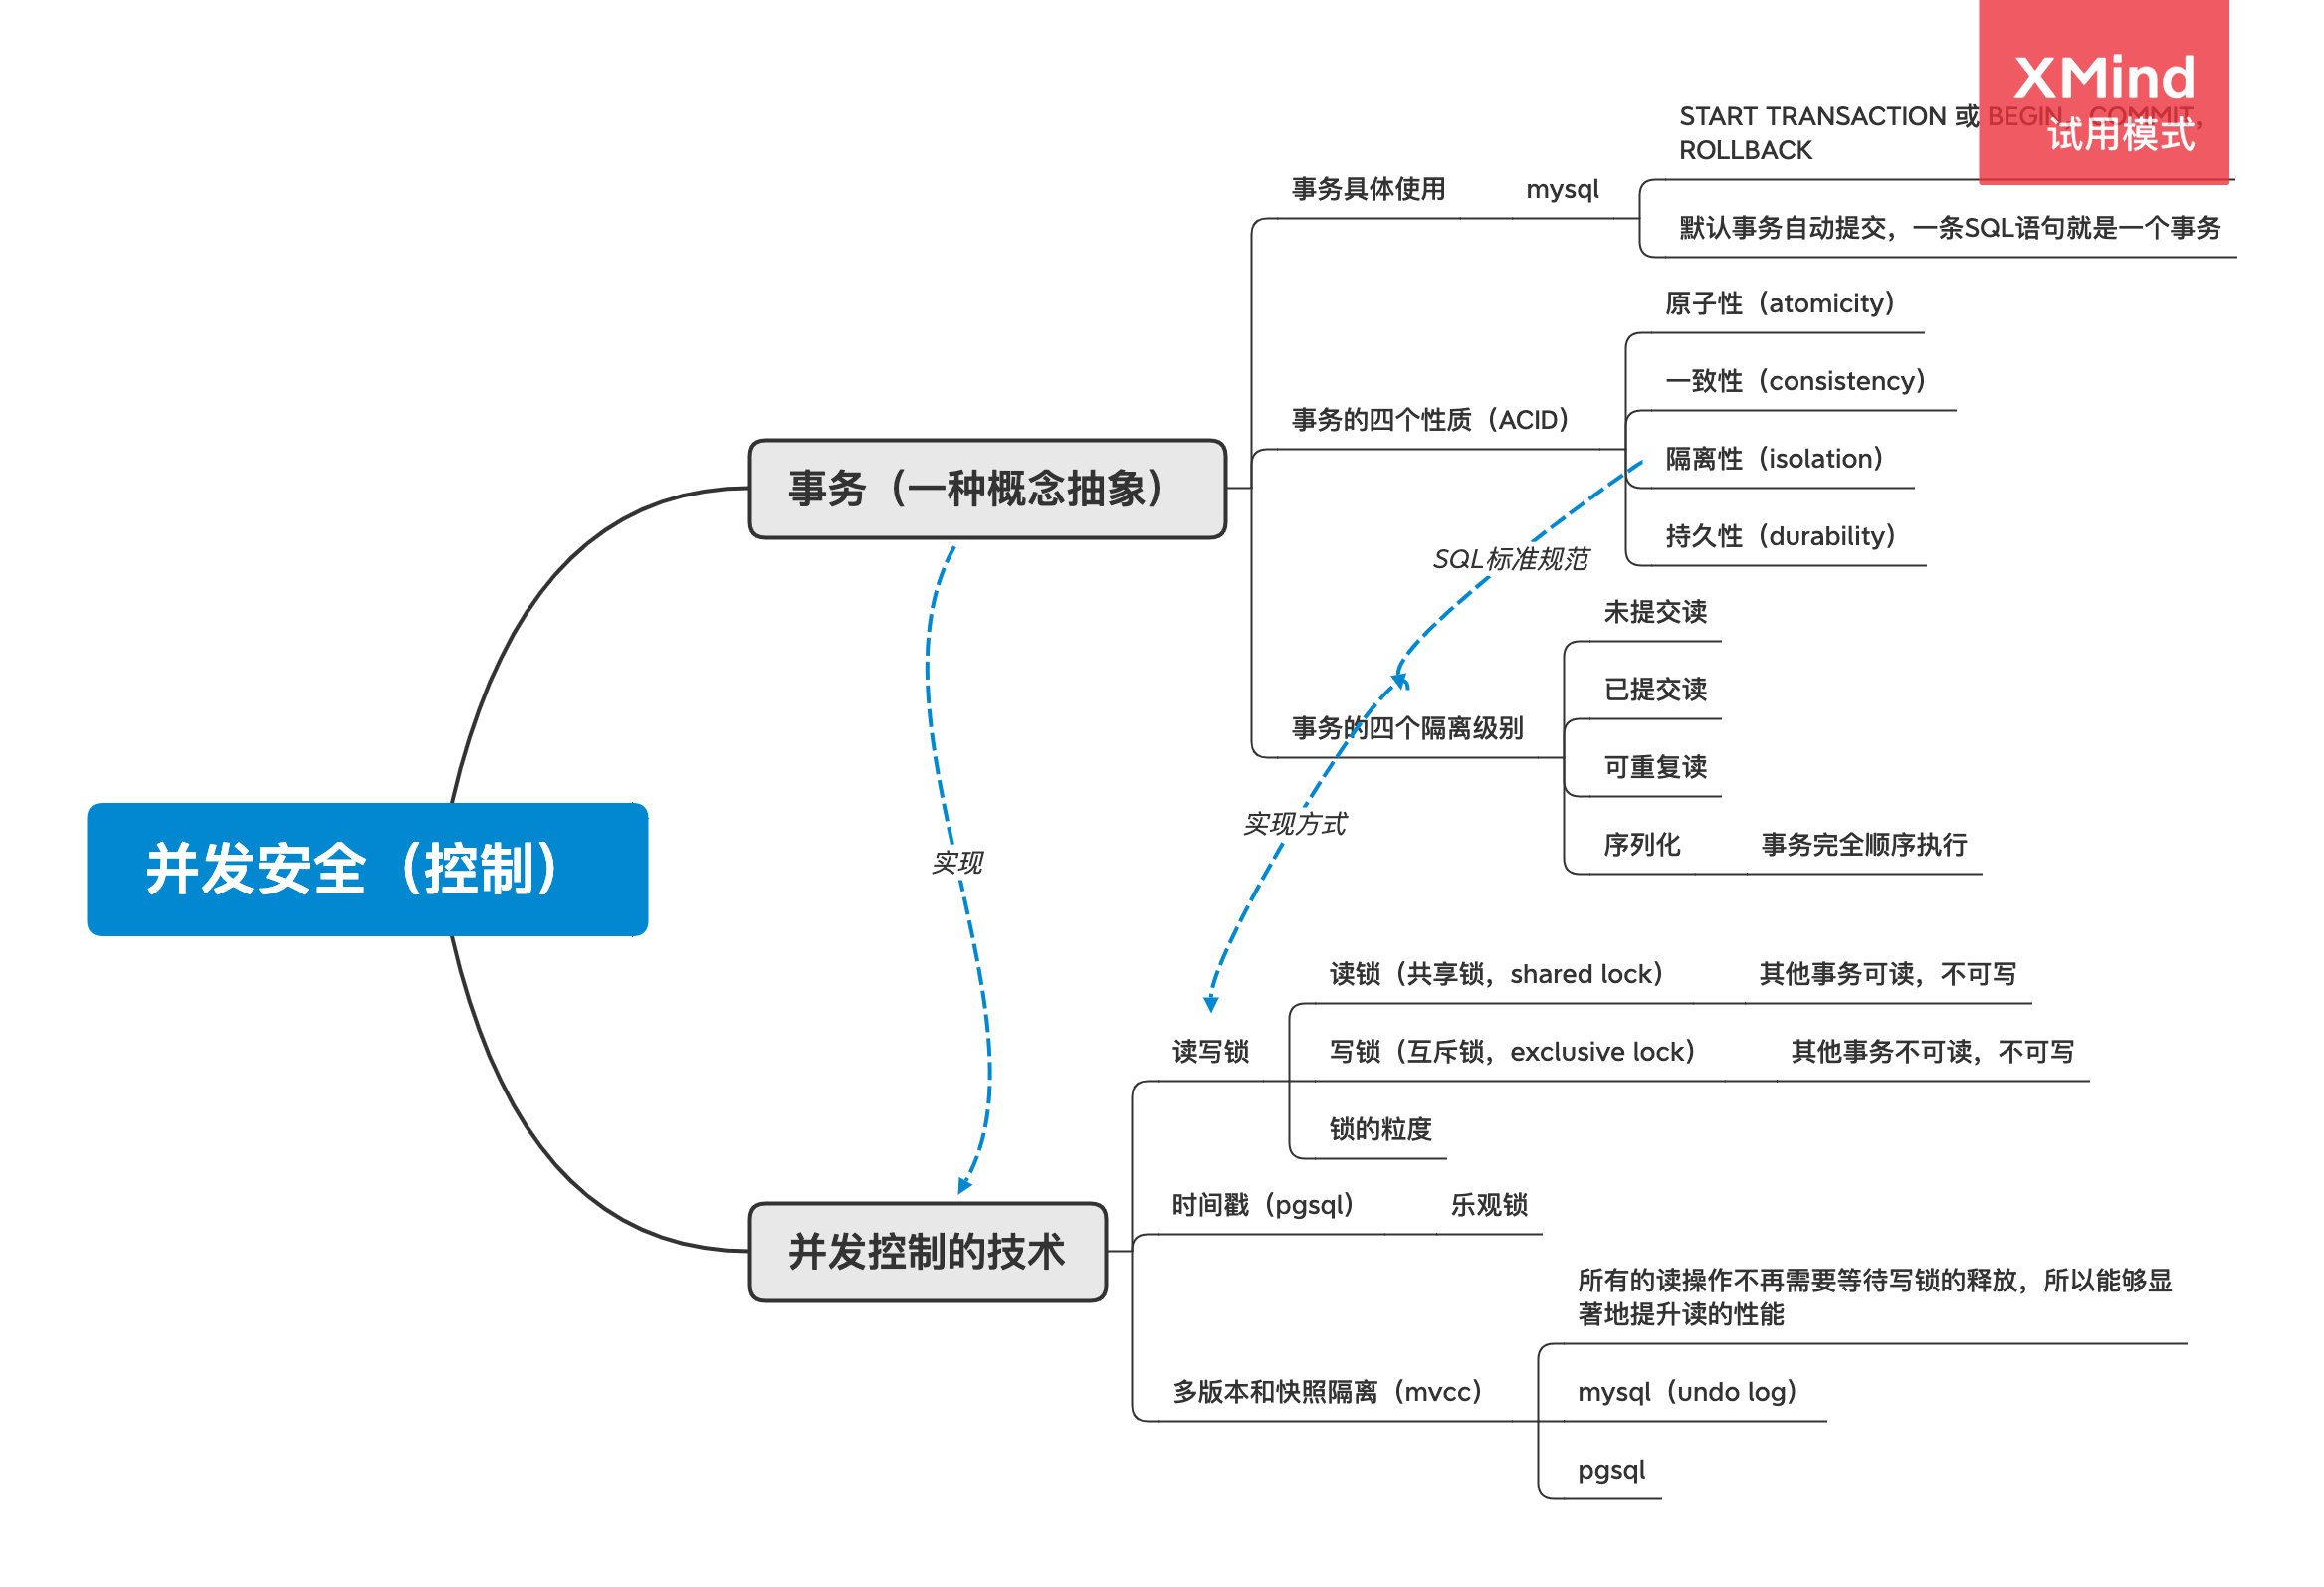 XMind
试用模式
START TRANSACTION 或 BEGIN，COMMIT，
ROLLBACK
事务具体使用
mysql
默认事务自动提交，一条SQL语句就是一个事务
原子性（atomicity）
一致性（consistency）
事务的四个性质（ACID）
隔离性（isolation）
持久性（durability）
事务（一种概念抽象）
SQL标准规范
未提交读
已提交读
事务的四个隔离级别
可重复读
序列化
事务完全顺序执行
实现方式
并发安全（控制）
实现
读锁（共享锁，shared lock）
其他事务可读，不可写
读写锁
写锁（互斥锁，exclusive lock）
其他事务不可读，不可写
锁的粒度
时间戳（pgsql）
乐观锁
并发控制的技术
所有的读操作不再需要等待写锁的释放，所以能够显
著地提升读的性能
多版本和快照隔离（mvcc）
mysql（undo log）
pgsql